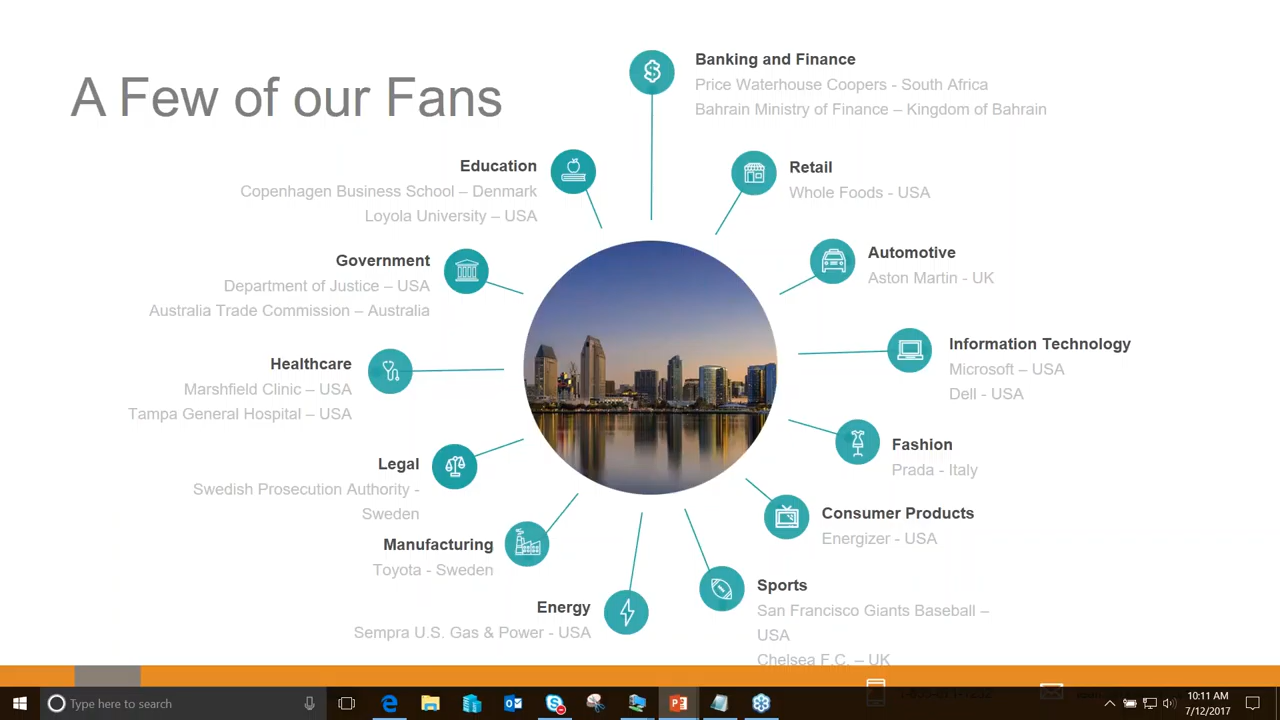 A Few of our Fans
Banking and Finance
Price Waterhouse Coopers - South Africa
Bahrain Ministry of Finance – Kingdom of Bahrain
Education
Copenhagen Business School – Denmark
Loyola University – USA
Retail
Whole Foods - USA
Government
Department of Justice – USA
Australia Trade Commission – Australia
Automotive
Aston Martin - UK
Healthcare
Marshfield Clinic – USA
Tampa General Hospital – USA
Information Technology
Microsoft – USA
Dell - USA
Legal
Swedish Prosecution Authority -
Sweden
Fashion
Prada - Italy
Manufacturing
Toyota - Sweden
Consumer Products
Energizer - USA
Energy
Sempra U.S. Gas & Power - USA
Sports
San Francisco Giants Baseball –
USA
Chelsea F.C. – UK
Type here to search
10:11 AM
7/12/2017